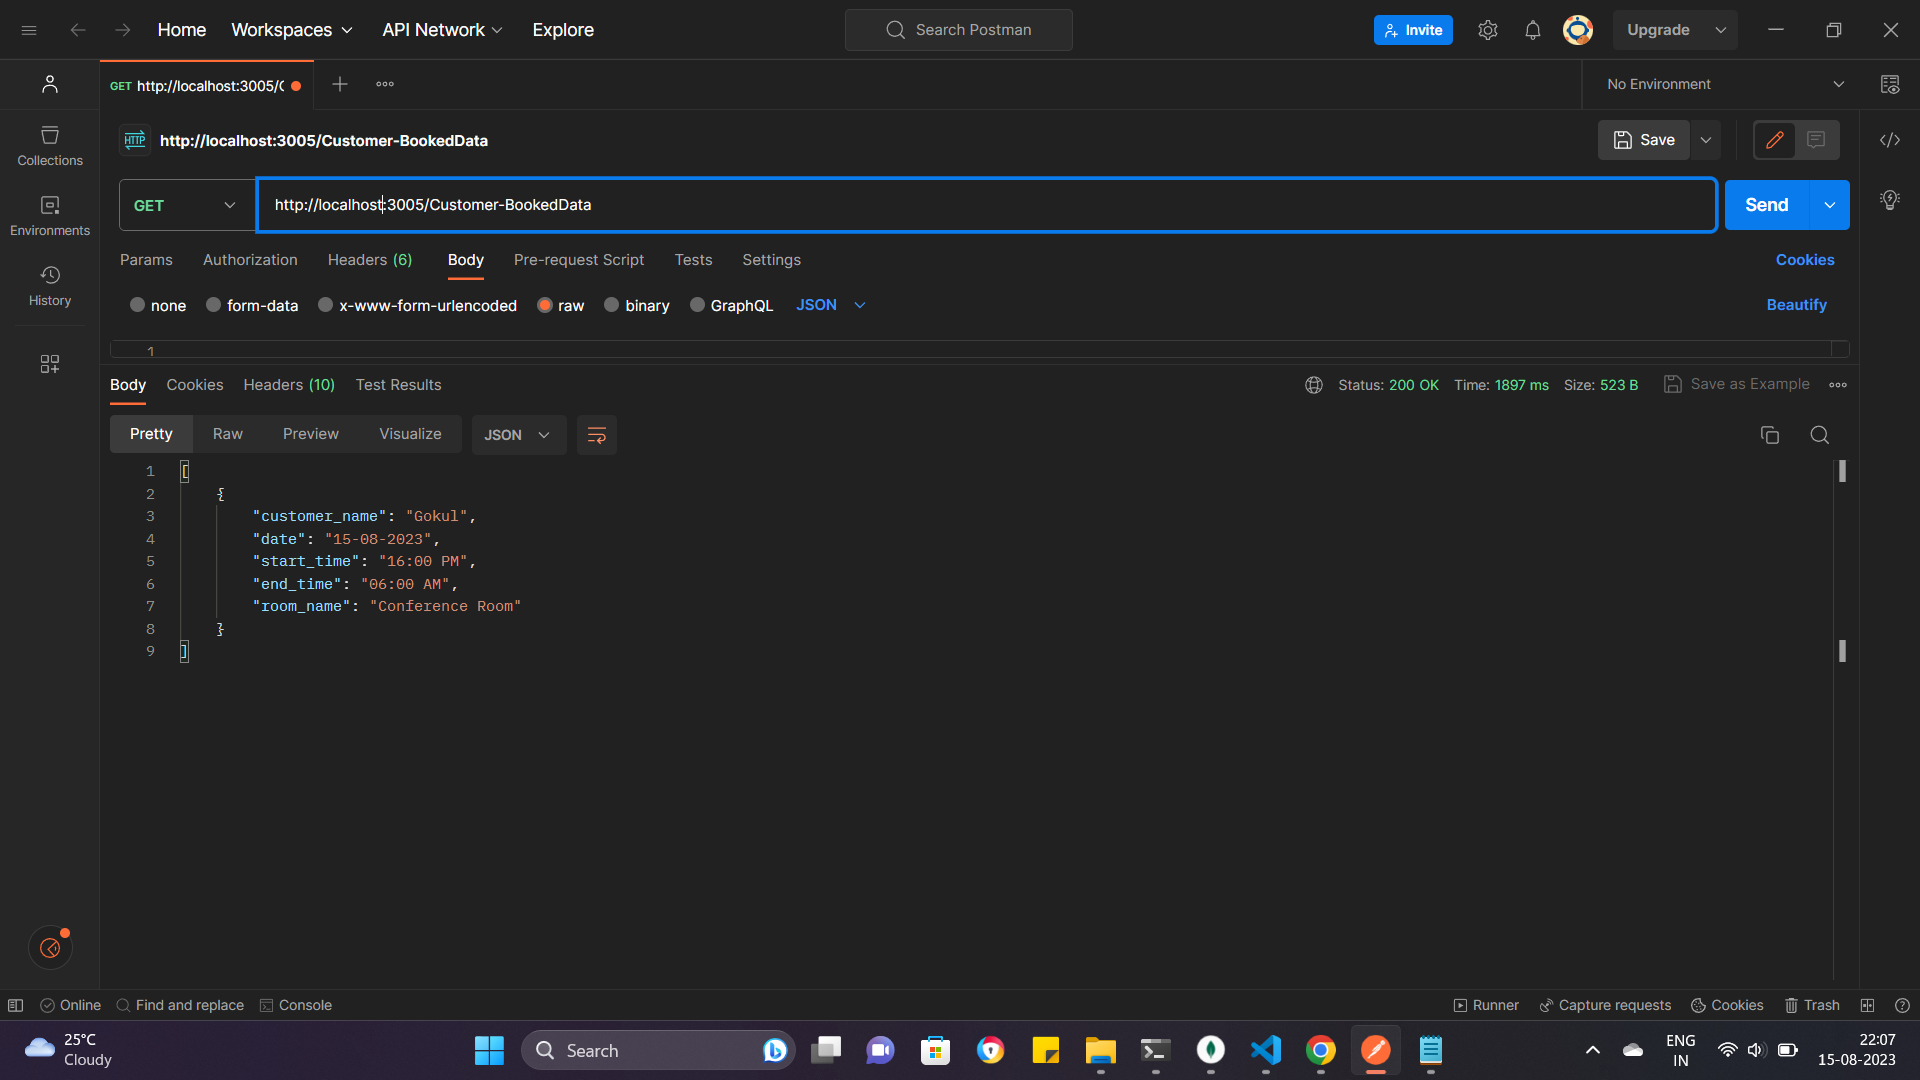 Home Workspaces API Network Explore Search Postman Invite Upgrade
GET http://localhost:3005/C No Environment
HTTP http://localhost:3005/Customer-BookedData Save
GET http://localhost:3005/Customer-BookedData Send
Params Authorization Headers (6) Body Pre-request Script Tests Settings Cookies
none form-data x-www-form-urlencoded raw binary GraphQL JSON Beautify
1
Collections
Environments
History
Body Cookies Headers (10) Test Results Status: 200 OK Time: 1897 ms Size: 523 B Save as Example
Pretty Raw Preview Visualize JSON
1 [
2 {
3 "customer_name": "Gokul",
4 "date": "15-08-2023",
5 "start_time": "16:00 PM",
6 "end_time": "06:00 AM",
7 "room_name": "Conference Room"
8 }
9 ]
Online Find and replace Console Runner Capture requests Cookies Trash
25°C
Cloudy
Search
ENG
IN
22:07
15-08-2023